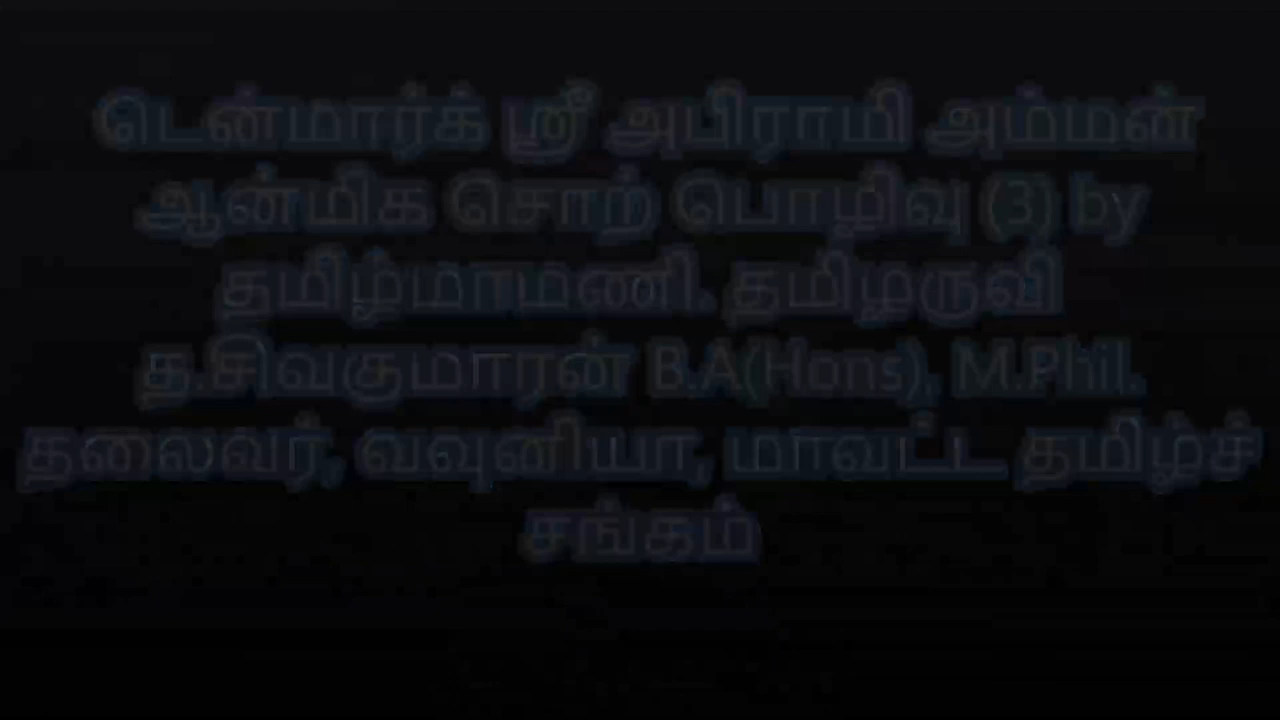 டென்மார்க் ஸ்ரீ அபிராமி அம்மன்
ஆன்மிக சொற் பொழிவு (3) by
தமிழ்மாமணி, தமிழருவி
த.சிவகுமாரன் B.A(Hons), M.Phil.
தலைவர், வவுனியா, மாவட்ட தமிழ்ச்
சங்கம்